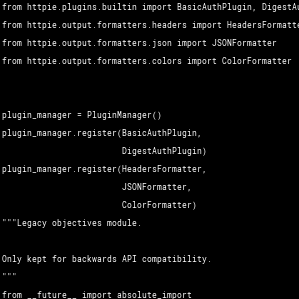 from httpie.plugins.builtin import BasicAuthPlugin,
from httpie.output.formatters.headers import
from httpie.output.formatters.json import JSONFormatter
from httpie.output.formatters.colors import ColorFormatter
plugin_manager = PluginManager()
plugin_manager.register(BasicAuthPlugin,
DigestAuthPlugin)
plugin_manager.register(HeadersFormatter,
JSONFormatter,
ColorFormatter)
"""Legacy objectives module.
Only kept for backwards API compatibility.
"""
from __future__ import absolute_import